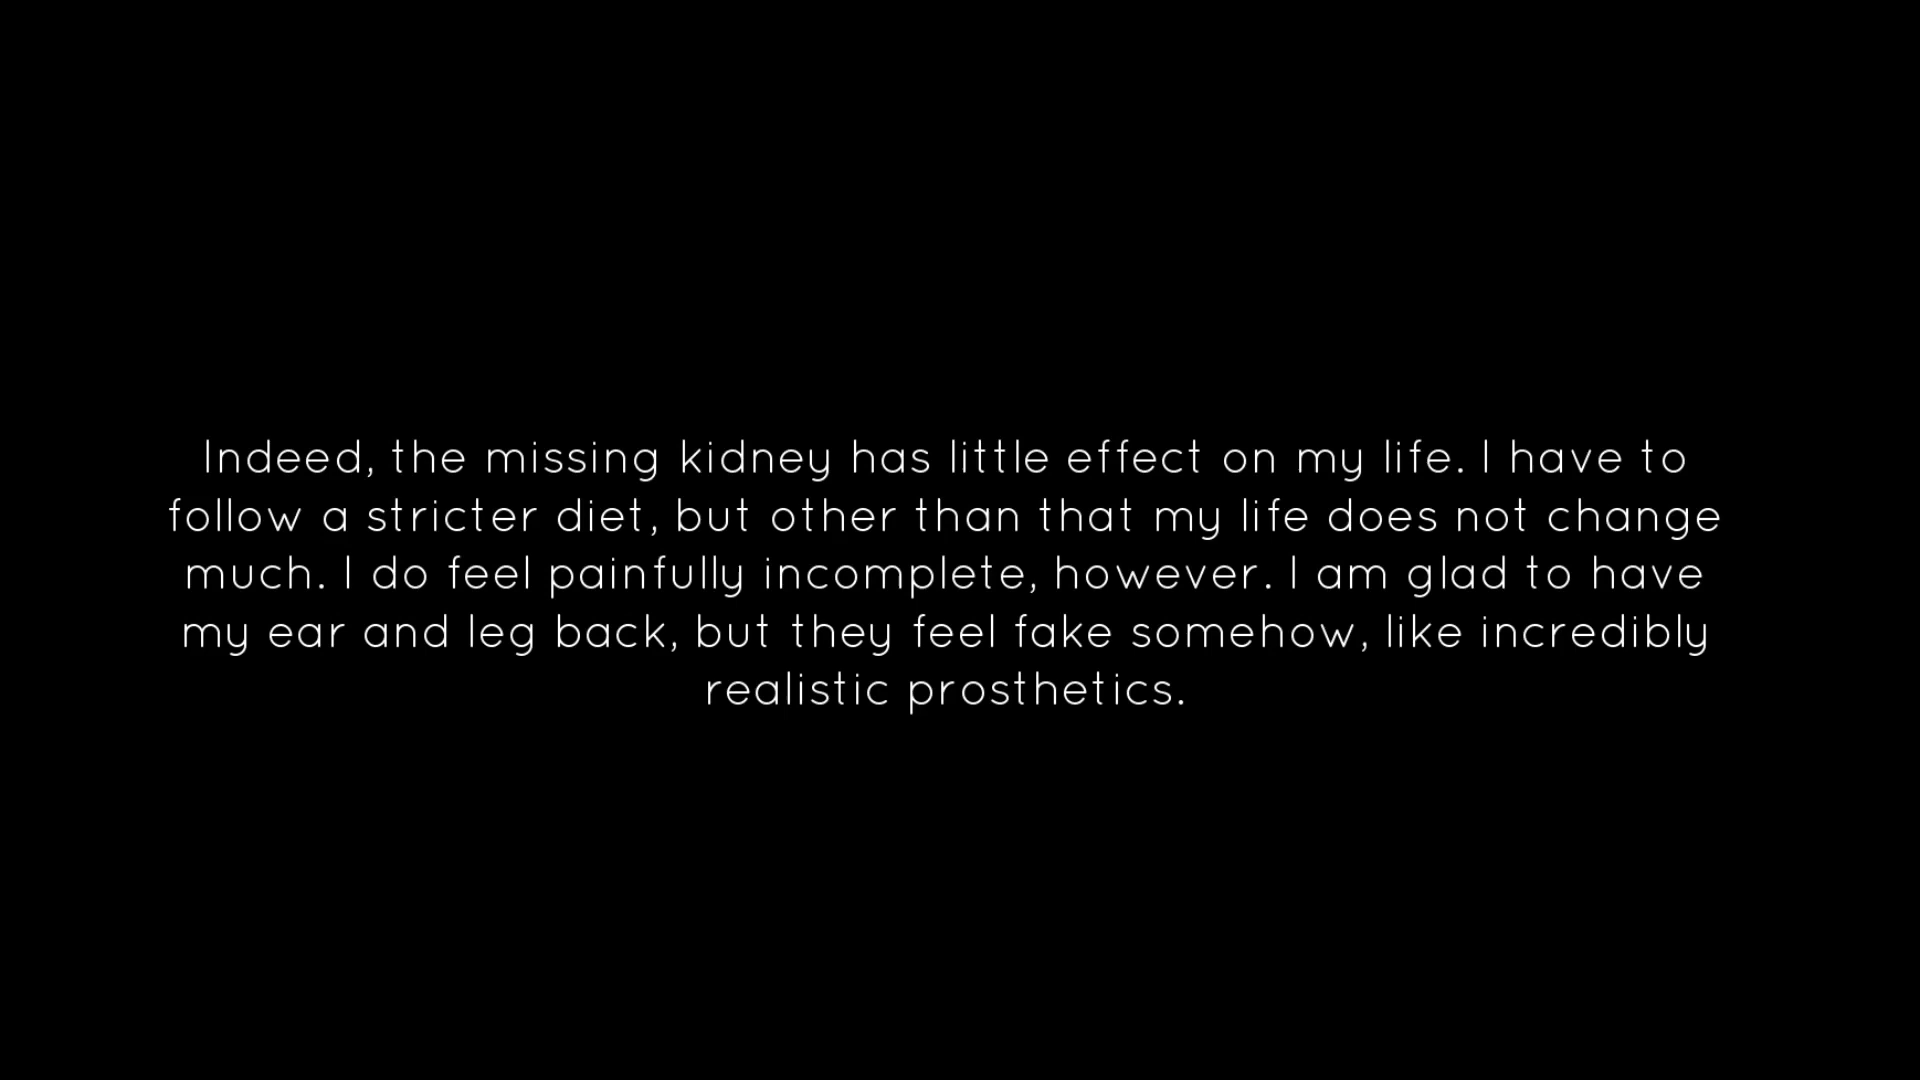 Indeed, the missing kidney has little effect on my life. I have to
follow a stricter diet, but other than that my life does not change
much. I do feel painfully incomplete, however. I am glad to have
my ear and leg back, but they feel fake somehow, like incredibly
realistic prosthetics.